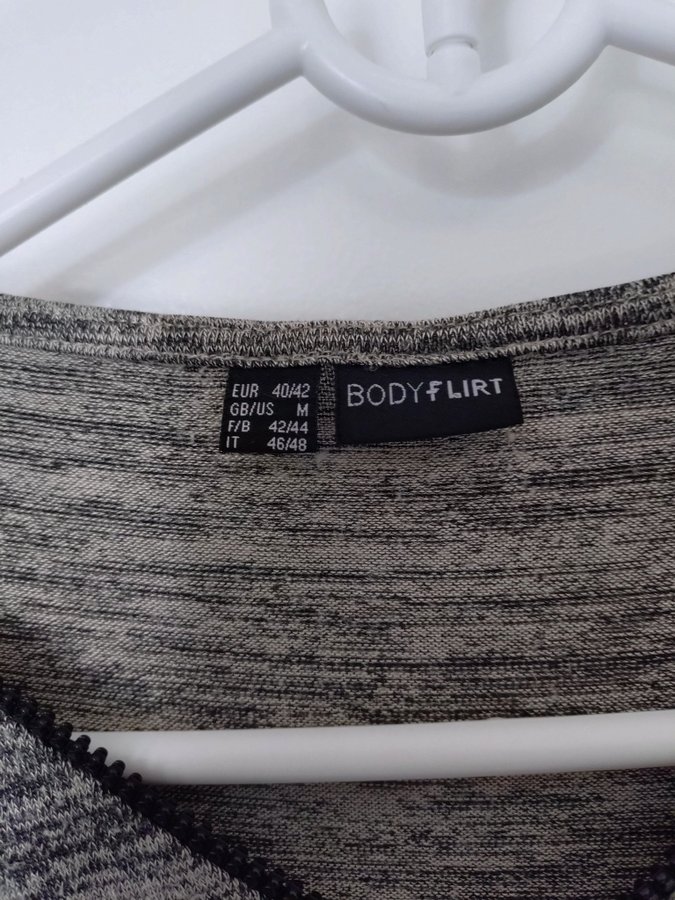 EUR 40/42
GB/US M
F/B 42/44
IT 46/48
BODYFLIRT